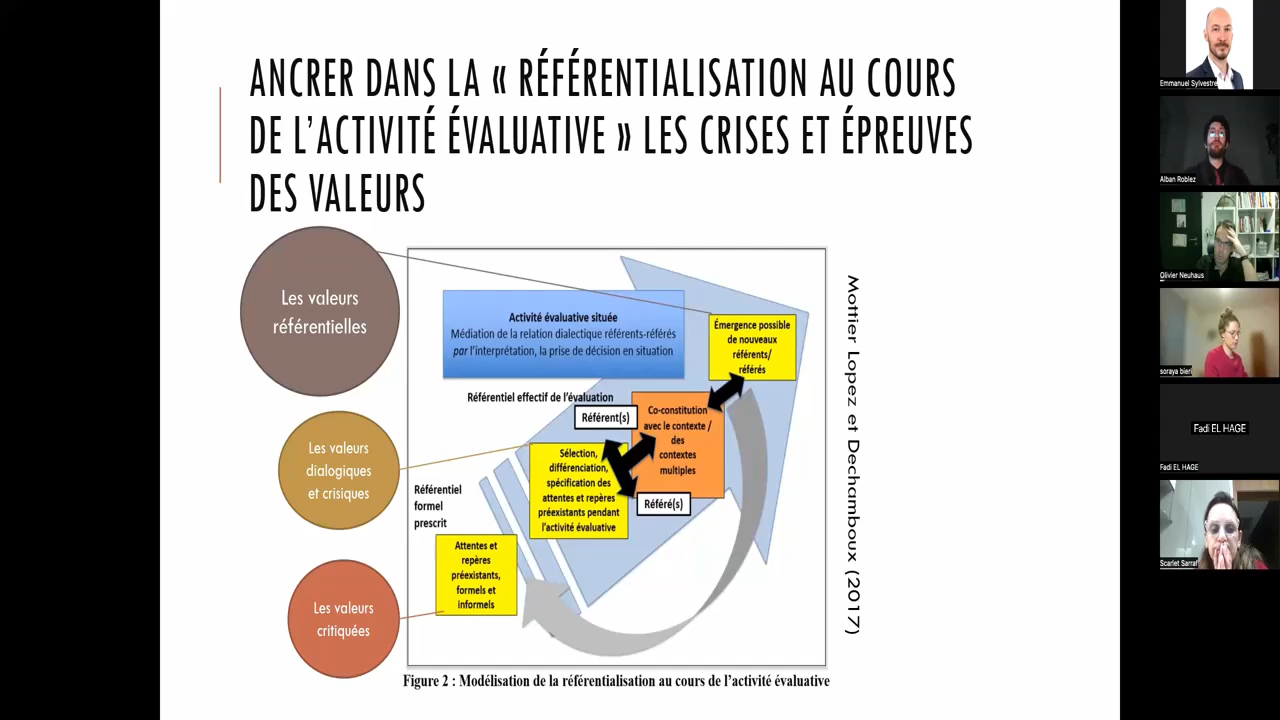 ANCRER DANS LA « RÉFÉRENTIALISATION AU COURS
DE L'ACTIVITÉ ÉVALUATIVE » LES CRISES ET ÉPREUVES
DES VALEURS
Les valeurs
référentielles
Les valeurs
dialogiques
et crisiques
Les valeurs
critiquées
Activité évaluative située
Médiation de la relation dialectique référents-référés
par l'interprétation, la prise de décision en situation
Émergence possible
de nouveaux
référents/
référés
Référentiel effectif de l'évaluation
Référent(s)
Co-constitution
avec le contexte /
des
contextes
multiples
Sélection,
différenciation,
spécification des
attentes et repères
préexistants pendant
l'activité évaluative
Référé(s)
Référentiel
formel
prescrit
Attentes et
repères
préexistants,
formels et
informels
Mottier Lopez et Dechamboux (2017)
Figure 2 : Modélisation de la référentialisation au cours de l'activité évaluative
Emmanuel Sylvestre
Alban Roblez
Olivier Neuhaus
soraya bieri
Fadi EL HAGE
Fadi EL HAGE
Scarlet Sarraf